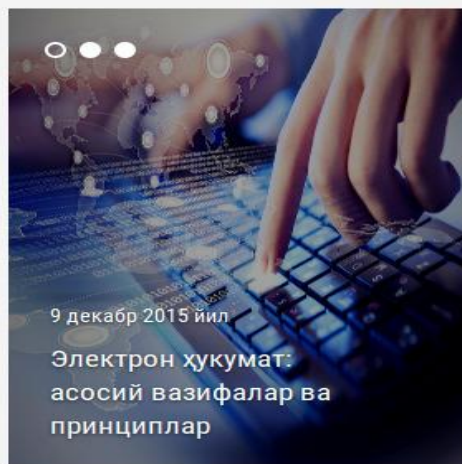 9 декабр 2015 йил
Электрон ҳукумат:
асосий вазифалар ва
принциплар